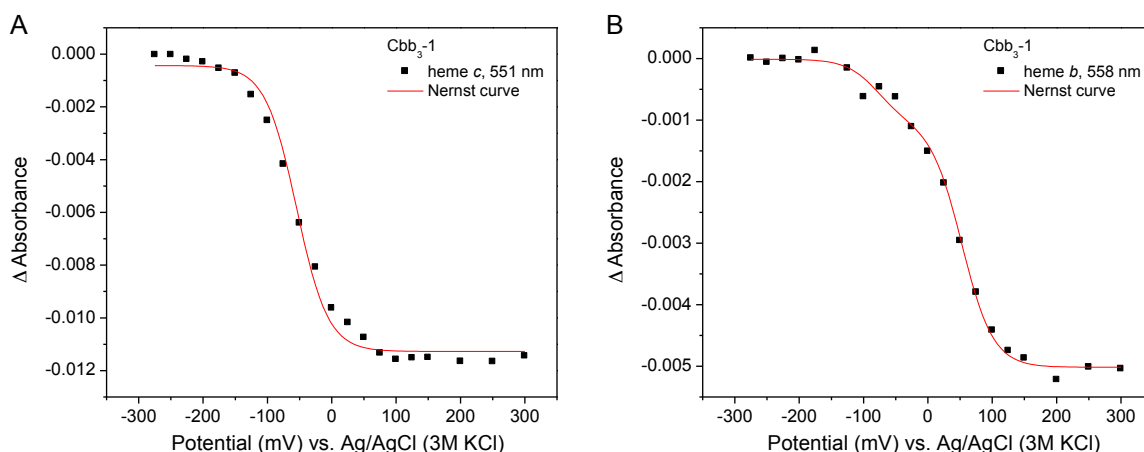 A
Cbb₃-1
heme c, 551 nm
Nernst curve
0.000
-0.002
-0.004
-0.006
-0.008
-0.010
-0.012
Δ Absorbance
-300 -200 -100 0 100 200 300
Potential (mV) vs. Ag/AgCl (3M KCl)
B
Cbb₃-1
heme b, 558 nm
Nernst curve
0.000
-0.001
-0.002
-0.003
-0.004
-0.005
Δ Absorbance
-300 -200 -100 0 100 200 300
Potential (mV) vs. Ag/AgCl (3M KCl)